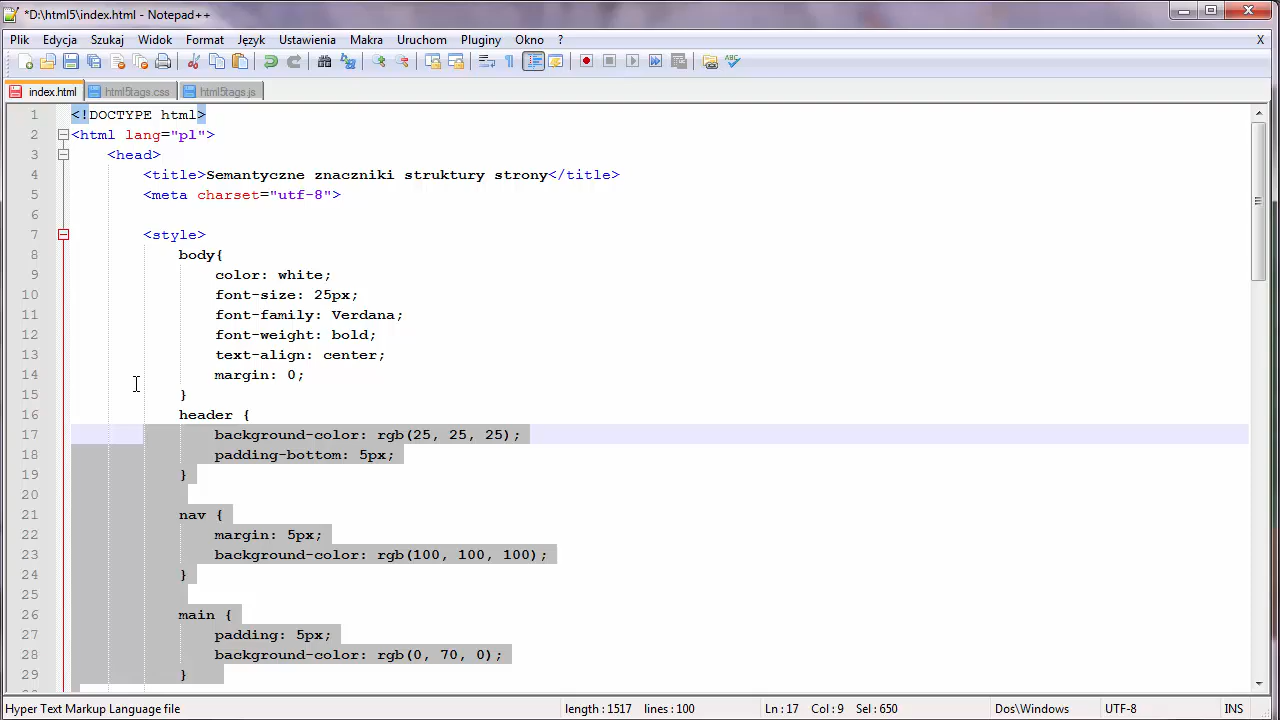 *D:\html5\index.html - Notepad++
Plik Edycja Szukaj Widok Format Język Ustawienia Makra Uruchom Pluginy Okno ? X
index.html html5tags.css html5tags.js
1 <!DOCTYPE html>
2 <html lang="pl">
3 <head>
4 <title>Semantyczne znaczniki struktury strony</title>
5 <meta charset="utf-8">
6
7 <style>
8 body{
9 color: white;
10 font-size: 25px;
11 font-family: Verdana;
12 font-weight: bold;
13 text-align: center;
14 margin: 0;
15 }
16 header {
17 background-color: rgb(25, 25, 25);
18 padding-bottom: 5px;
19 }
20
21 nav {
22 margin: 5px;
23 background-color: rgb(100, 100, 100);
24 }
25
26 main {
27 padding: 5px;
28 background-color: rgb(0, 70, 0);
29 }
Hyper Text Markup Language file length : 1517 lines : 100 Ln : 17 Col : 9 Sel : 650 Dos\Windows UTF-8 INS